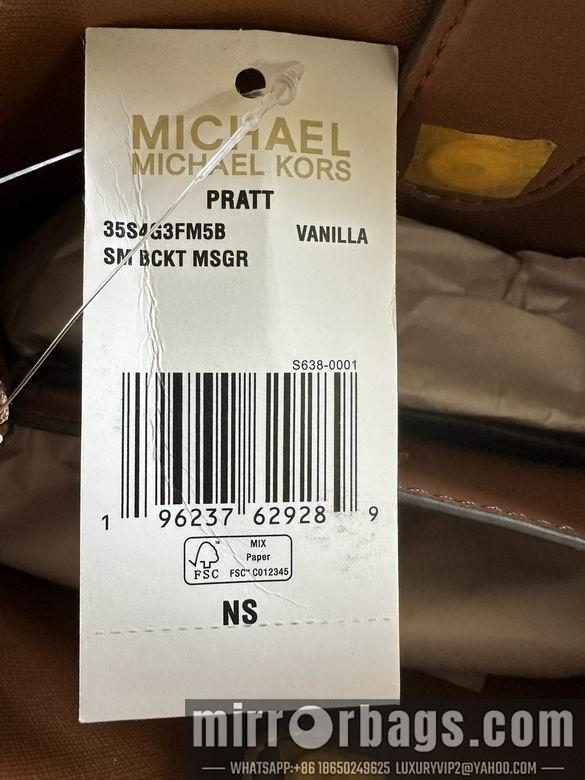 MICHAEL
MICHAEL KORS
PRATT
35S4G3FM5B VANILLA
SM BCKT MSGR
S638-0001
1 96237 62928 9
FSC
MIX
Paper
FSC™ C012345
NS
mirrorbags.com
WHATSAPP:+86 18650249625 LUXURYVIP2@YAHOO.COM